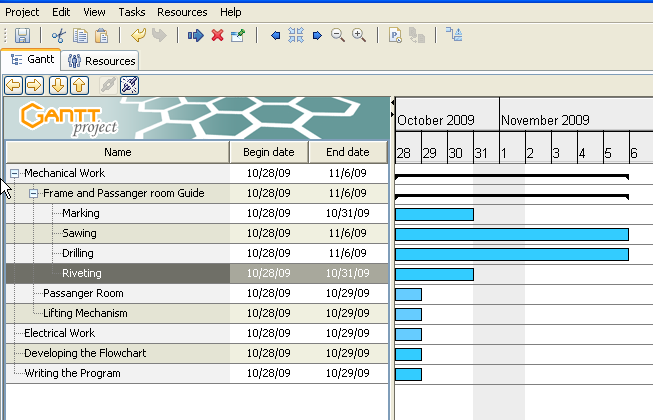 Project Edit View Tasks Resources Help
Gantt Resources
GANTT project
October 2009 November 2009
Name Begin date End date 28 29 30 31 1 2 3 4 5 6
Mechanical Work 10/28/09 11/6/09
Frame and Passanger room Guide 10/28/09 11/6/09
Marking 10/28/09 10/31/09
Sawing 10/28/09 11/6/09
Drilling 10/28/09 11/6/09
Riveting 10/28/09 10/31/09
Passanger Room 10/28/09 10/29/09
Lifting Mechanism 10/28/09 10/29/09
Electrical Work 10/28/09 10/29/09
Developing the Flowchart 10/28/09 10/29/09
Writing the Program 10/28/09 10/29/09